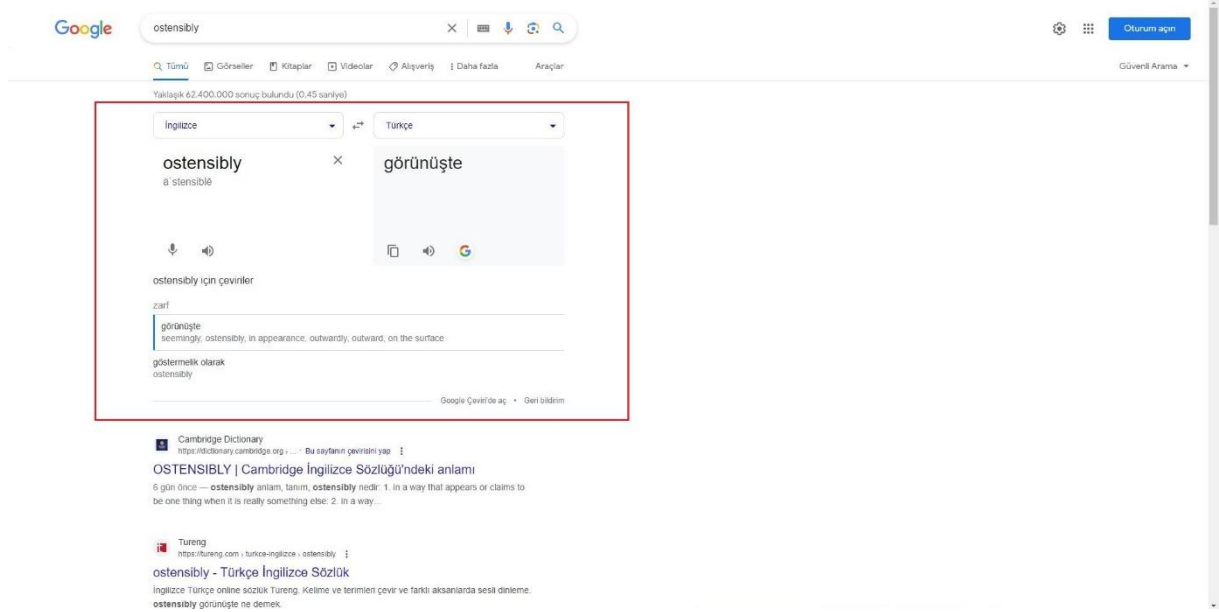 Google
ostensibly
Oturum açın
Tümü Görseller Kitaplar Videolar Alışveriş Daha fazla Araçlar
Güvenli Arama
Yaklaşık 62.400.000 sonuç bulundu (0,45 saniye)
İngilizce Türkçe
ostensibly görünüşte
äˈstensiblē
ostensibly için çeviriler
zarf
görünüşte
seemingly, ostensibly, in appearance, outwardly, outward, on the surface
göstermelik olarak
ostensibly
Google Çeviri'de aç • Geri bildirim
Cambridge Dictionary
https://dictionary.cambridge.org › ... · Bu sayfanın çevirisini yap
OSTENSIBLY | Cambridge İngilizce Sözlüğü'ndeki anlamı
6 gün önce — ostensibly anlam, tanım, ostensibly nedir: 1. in a way that appears or claims to
be one thing when it is really something else: 2. in a way...
Tureng
https://tureng.com › turkce-ingilizce › ostensibly
ostensibly - Türkçe İngilizce Sözlük
İngilizce Türkçe online sözlük Tureng. Kelime ve terimleri çevir ve farklı aksanlarda sesli dinleme.
ostensibly görünüşte ne demek.